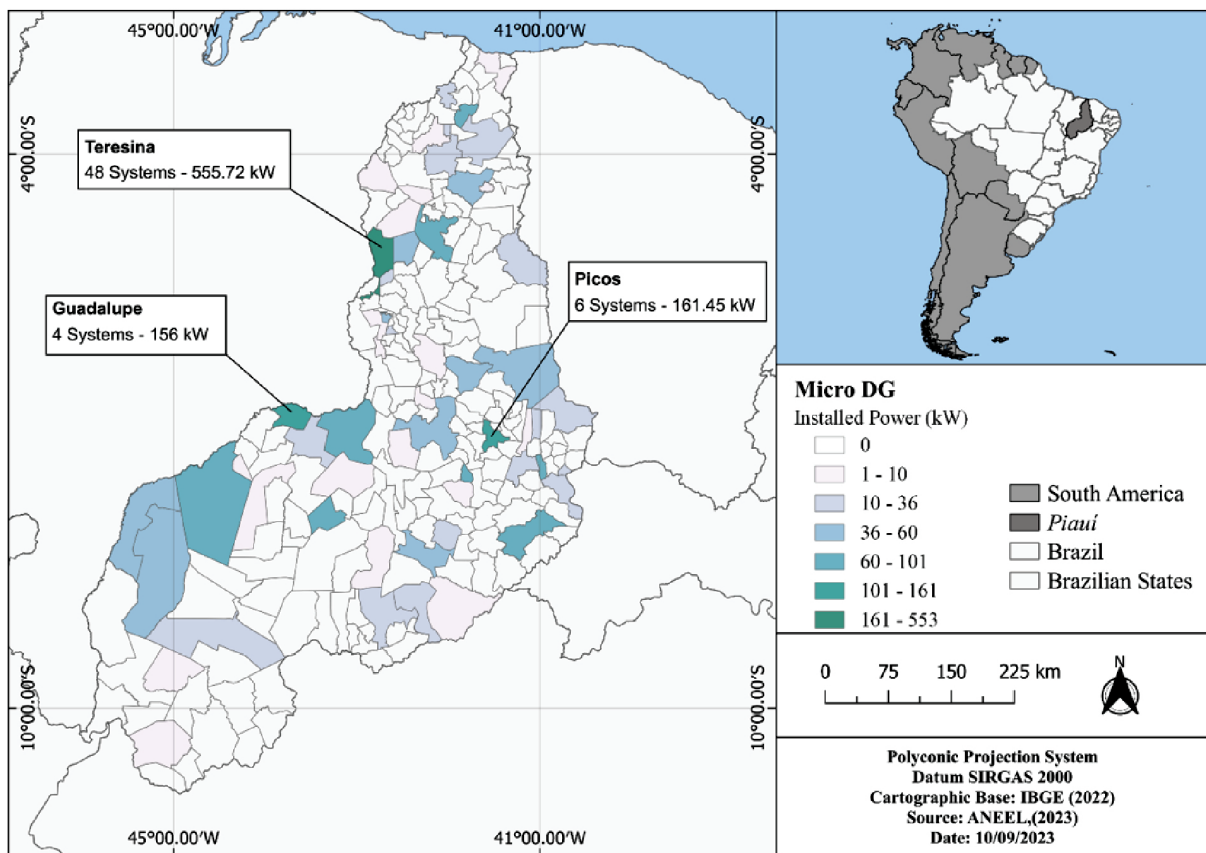 45°00.00'W
41°00.00'W
4°00.00'S
4°00.00'S
Teresina
48 Systems - 555.72 kW
Picos
6 Systems - 161.45 kW
Guadalupe
4 Systems - 156 kW
10°00.00'S
10°00.00'S
45°00.00'W
41°00.00'W
Micro DG
Installed Power (kW)
0
1 - 10
10 - 36
36 - 60
60 - 101
101 - 161
161 - 553
South America
Piauí
Brazil
Brazilian States
0 75 150 225 km
N
Polyconic Projection System
Datum SIRGAS 2000
Cartographic Base: IBGE (2022)
Source: ANEEL,(2023)
Date: 10/09/2023